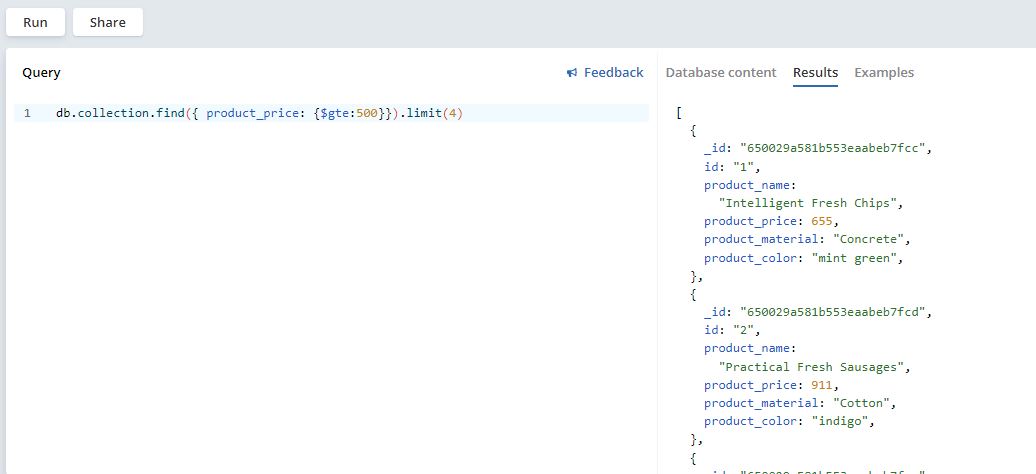 Run Share
Query Feedback Database content Results Examples
1 db.collection.find({ product_price: {$gte:500}}).limit(4)
[
{
_id: "650029a581b553eaabeb7fcc",
id: "1",
product_name:
"Intelligent Fresh Chips",
product_price: 655,
product_material: "Concrete",
product_color: "mint green",
},
{
_id: "650029a581b553eaabeb7fcd",
id: "2",
product_name:
"Practical Fresh Sausages",
product_price: 911,
product_material: "Cotton",
product_color: "indigo",
},
{